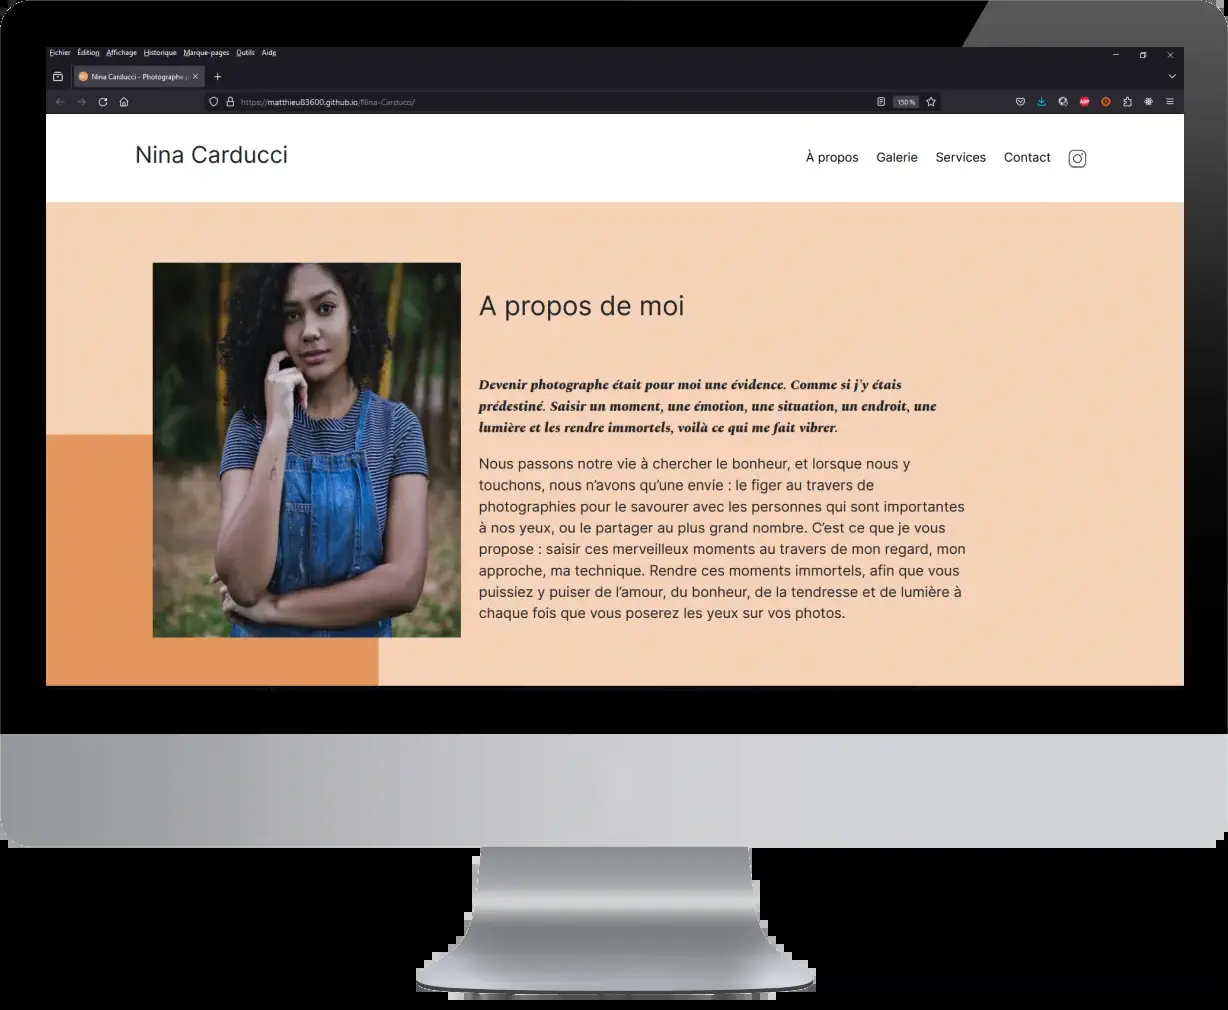 Fichier Édition Affichage Historique Marque-pages Outils Aide
Nina Carducci - Photographe
https://matthieu83600.github.io/Nina-Carducci/
150 %
ABP
Nina Carducci
À propos Galerie Services Contact
A propos de moi
Devenir photographe était pour moi une évidence. Comme si j'y étais
prédestiné. Saisir un moment, une émotion, une situation, un endroit, une
lumière et les rendre immortels, voilà ce qui me fait vibrer.
Nous passons notre vie à chercher le bonheur, et lorsque nous y
touchons, nous n'avons qu'une envie : le figer au travers de
photographies pour le savourer avec les personnes qui sont importantes
à nos yeux, ou le partager au plus grand nombre. C'est ce que je vous
propose : saisir ces merveilleux moments au travers de mon regard, mon
approche, ma technique. Rendre ces moments immortels, afin que vous
puissiez y puiser de l'amour, du bonheur, de la tendresse et de lumière à
chaque fois que vous poserez les yeux sur vos photos.